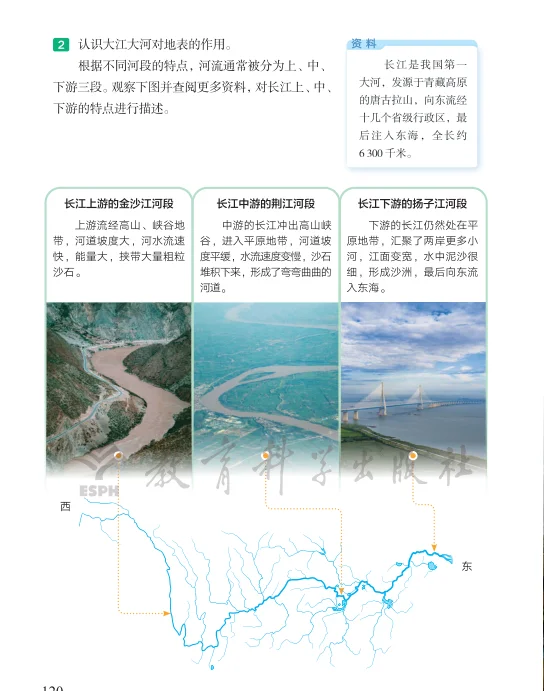 2 认识大江大河对地表的作用。
根据不同河段的特点，河流通常被分为上、中、
下游三段。观察下图并查阅更多资料，对长江上、中、
下游的特点进行描述。
资料
长江是我国第一
大河，发源于青藏高原
的唐古拉山，向东流经
十几个省级行政区，最
后注入东海，全长约
6 300 千米。
长江上游的金沙江河段
上游流经高山、峡谷地
带，河道坡度大，河水流速
快，能量大，挟带大量粗粒
沙石。
长江中游的荆江河段
中游的长江冲出高山峡
谷，进入平原地带，河道坡
度平缓，水流速度变慢，沙石
堆积下来，形成了弯弯曲曲的
河道。
长江下游的扬子江河段
下游的长江仍然处在平
原地带，汇聚了两岸更多小
河，江面变宽，水中泥沙很
细，形成沙洲，最后向东流
入东海。
ESPH 教育科学出版社
西
东
120